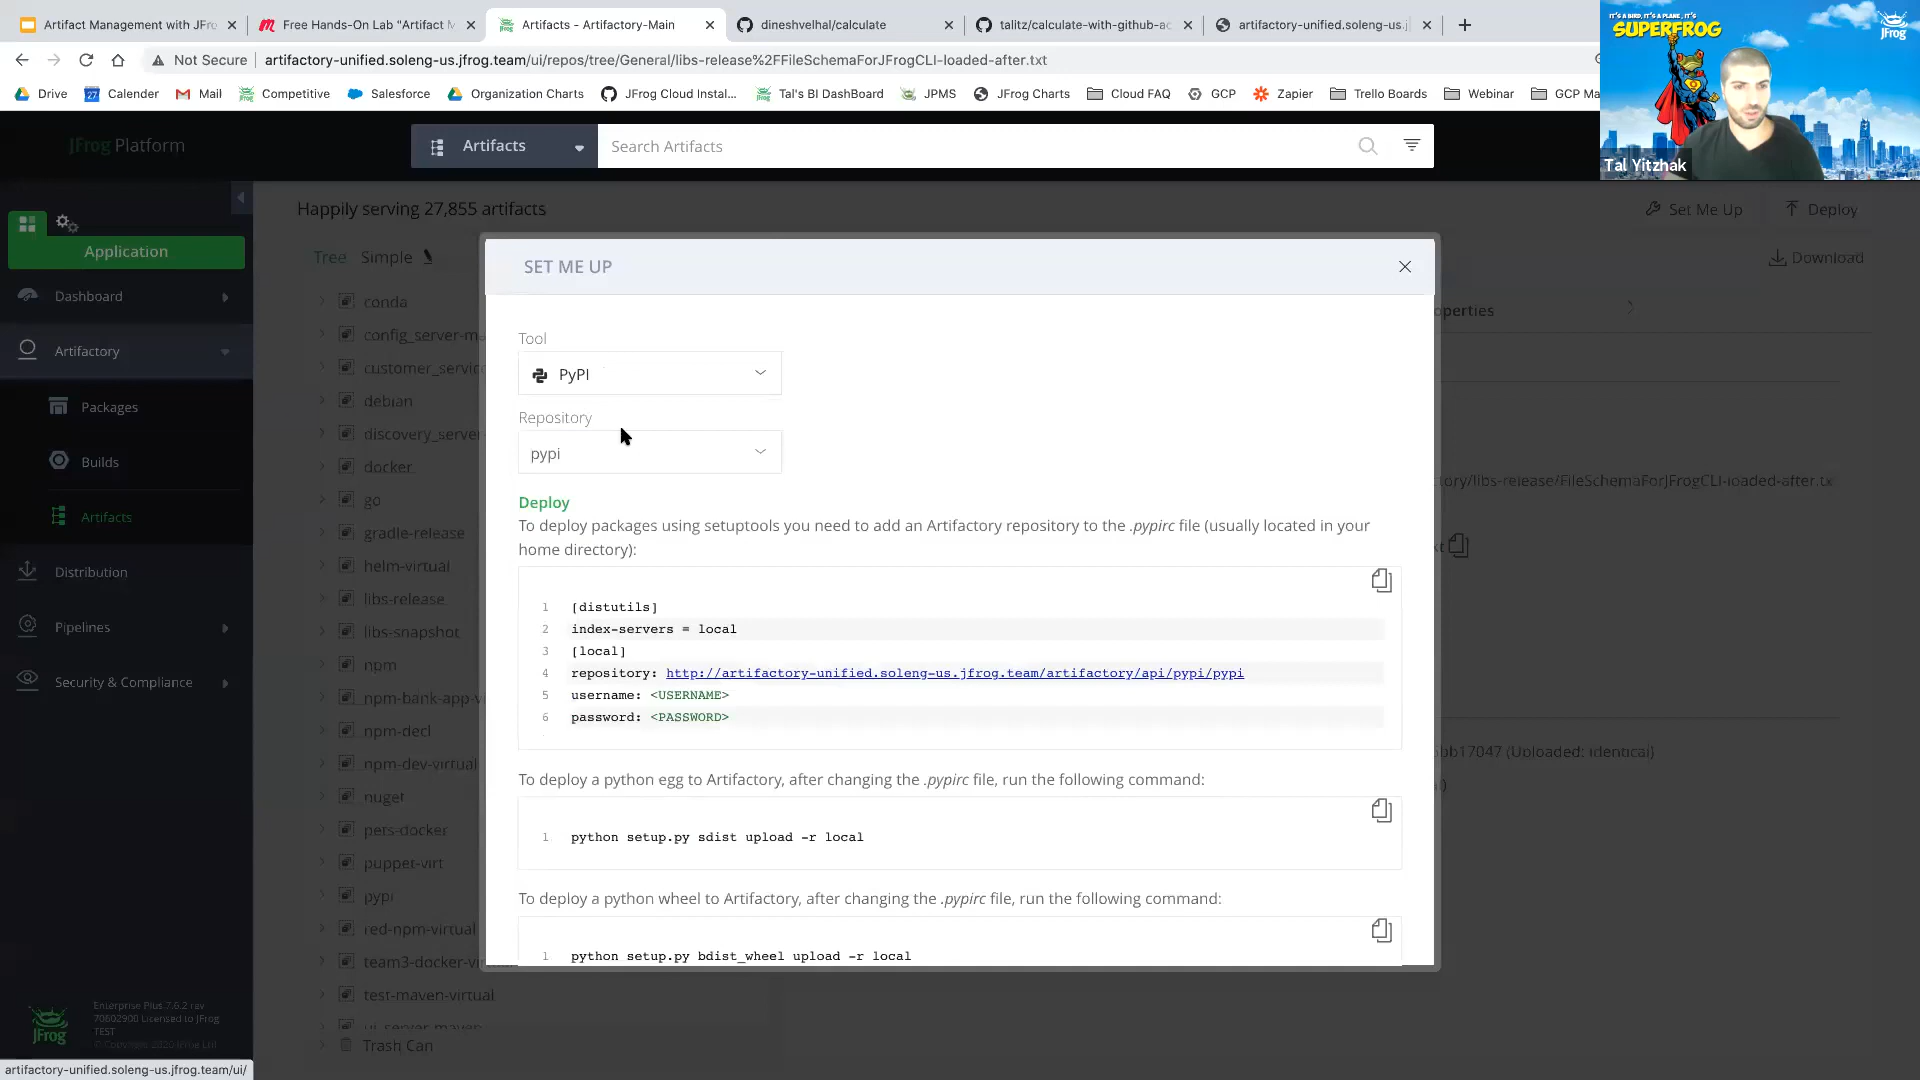 Artifact Management with JFro
Free Hands-On Lab "Artifact M
Artifacts - Artifactory-Main
dineshvelhal/calculate
talitz/calculate-with-github-ac
artifactory-unified.soleng-us.j
Not Secure
artifactory-unified.soleng-us.jfrog.team/ui/repos/tree/General/libs-release%2FFileSchemaForJFrogCLI-loaded-after.txt
Drive
Calender
Mail
Competitive
Salesforce
Organization Charts
JFrog Cloud Instal...
Tal's BI DashBoard
JPMS
JFrog Charts
Cloud FAQ
GCP
Zapier
Trello Boards
Webinar
GCP Ma
IT'S A BIRD, IT'S A PLANE, IT'S
SUPERFROG
JFrog
Tal Yitzhak
JFrog Platform
Artifacts
Search Artifacts
Happily serving 27,855 artifacts
Set Me Up
Deploy
Application
Tree
Simple
Download
Dashboard
Artifactory
Packages
Builds
Artifacts
Distribution
Pipelines
Security & Compliance
conda
config_server-m
customer_servic
debian
discovery_server
docker
go
gradle-release
helm-virtual
libs-release
libs-snapshot
npm
npm-bank-app-v
npm-decl
npm-dev-virtual
nuget
pets-docker
puppet-virt
pypi
red-npm-virtual
team3-docker-vi
test-maven-virtual
Trash Can
operties
tory/libs-release/FileSchemaForJFrogCLI-loaded-after.tx
xt
bb17047 (Uploaded: Identical)
SET ME UP
Tool
PyPI
Repository
pypi
Deploy
To deploy packages using setuptools you need to add an Artifactory repository to the .pypirc file (usually located in your
home directory):
1 [distutils]
2 index-servers = local
3 [local]
4 repository: http://artifactory-unified.soleng-us.jfrog.team/artifactory/api/pypi/pypi
5 username: <USERNAME>
6 password: <PASSWORD>
To deploy a python egg to Artifactory, after changing the .pypirc file, run the following command:
1 python setup.py sdist upload -r local
To deploy a python wheel to Artifactory, after changing the .pypirc file, run the following command:
1 python setup.py bdist_wheel upload -r local
JFrog
Enterprise Plus 7.6.2 rev
70602900 Licensed to JFrog
TEST
© Copyright 2020 JFrog Ltd
artifactory-unified.soleng-us.jfrog.team/ui/